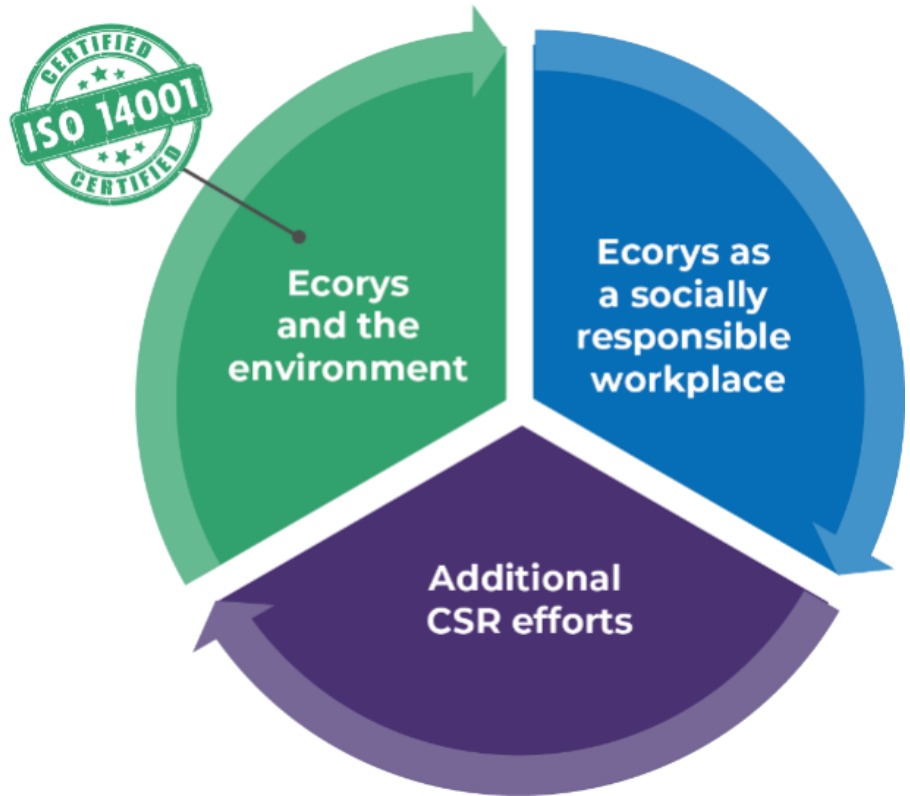 CERTIFIED
ISO 14001
CERTIFIED
Ecorys
and the
environment
Ecorys as
a socially
responsible
workplace
Additional
CSR efforts